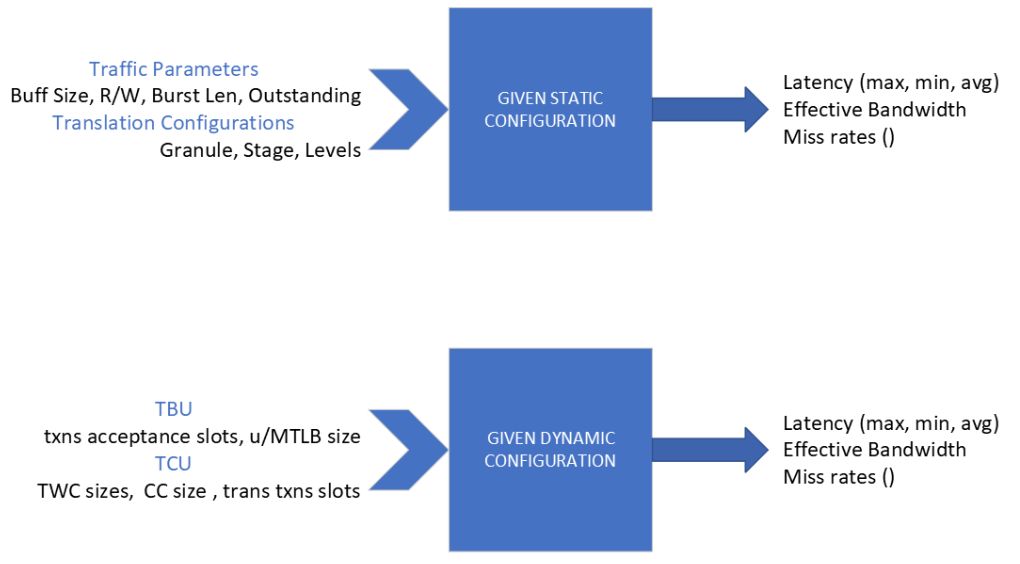 Traffic Parameters
Buff Size, R/W, Burst Len, Outstanding
Translation Configurations
Granule, Stage, Levels
GIVEN STATIC
CONFIGURATION
Latency (max, min, avg)
Effective Bandwidth
Miss rates ()
TBU
txns acceptance slots, u/MTLB size
TCU
TWC sizes,  CC size , trans txns slots
GIVEN DYNAMIC
CONFIGURATION
Latency (max, min, avg)
Effective Bandwidth
Miss rates ()